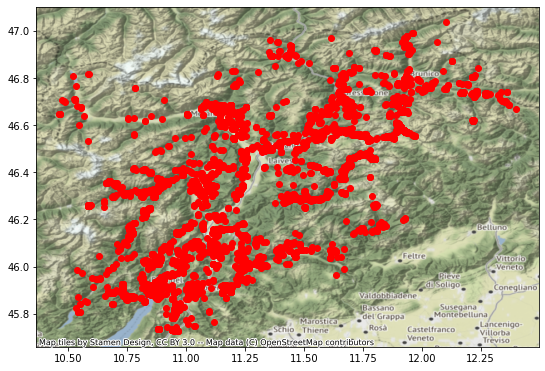 47.0
46.8
46.6
46.4
46.2
46.0
45.8
Belluno
Feltre
Vittorio
Veneto
Pieve
di Soligo
Conegliano
Valdobbiadene
Susegana
Montebelluna
Bassano
del Grappa
Marostica
Rosà
Thiene
Schio
Castelfranco
Veneto
Lancenigo-
Villorba
Treviso
Map tiles by Stamen Design, CC BY 3.0 -- Map data (C) OpenStreetMap contributors
10.50
10.75
11.00
11.25
11.50
11.75
12.00
12.25